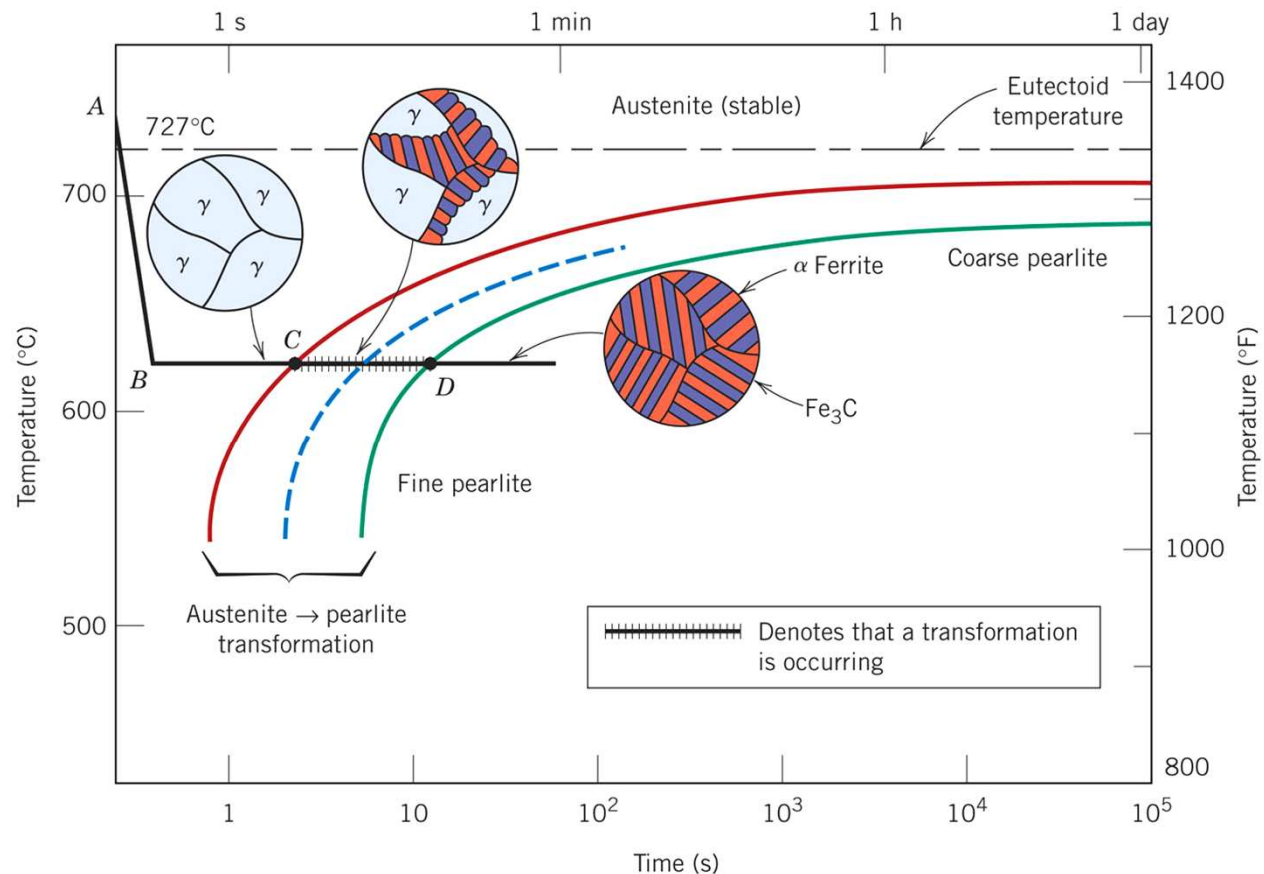 1 s
1 min
1 h
1 day
1400
A
Austenite (stable)
Eutectoid
temperature
727°C
γ
γ
γ
700
γ
γ
γ
γ
Coarse pearlite
α Ferrite
1200
C
B
D
Fe₃C
600
Temperature (°C)
Temperature (°F)
Fine pearlite
1000
Austenite → pearlite
transformation
500
Denotes that a transformation
is occurring
800
1
10
10²
10³
10⁴
10⁵
Time (s)